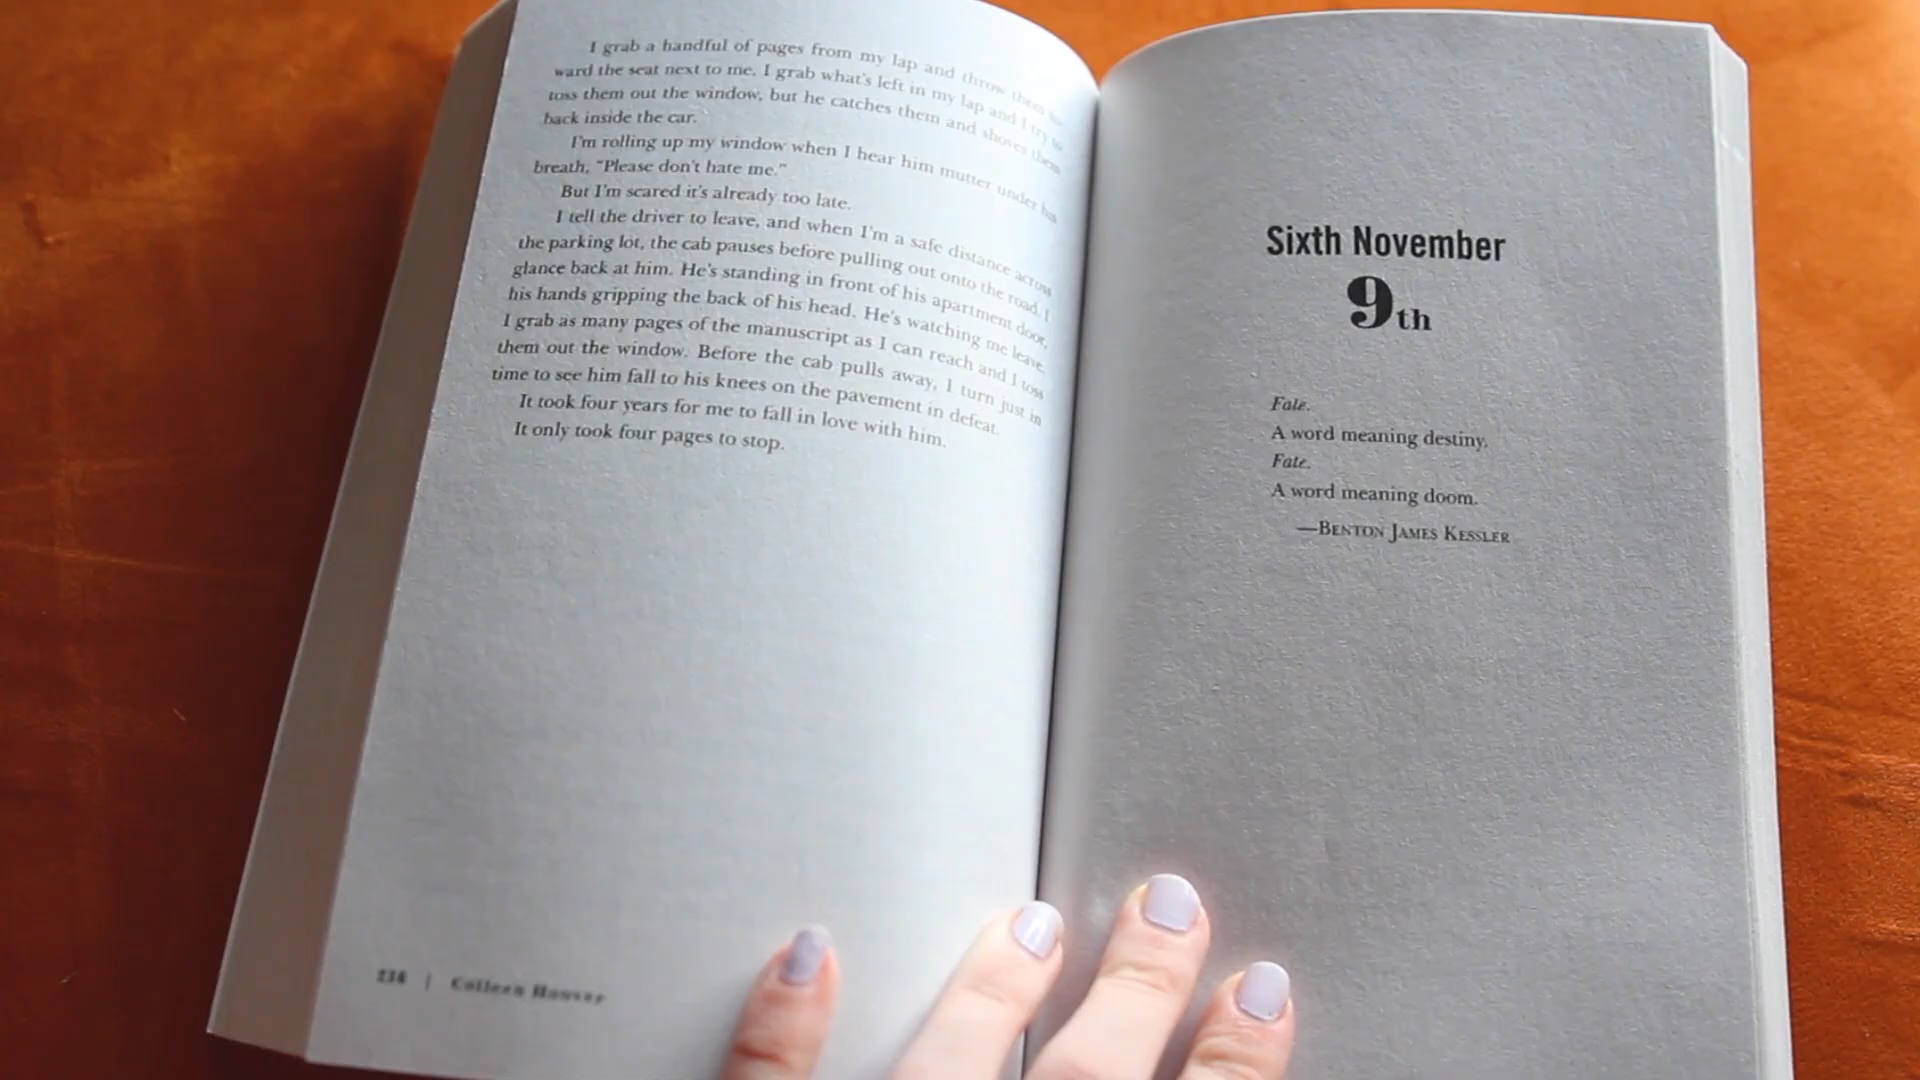 I grab a handful of pages from my lap and throw them to-
ward the seat next to me. I grab what's left in my lap and I try to
toss them out the window, but he catches them and shoves them
back inside the car.
I'm rolling up my window when I hear him mutter under his
breath, "Please don't hate me."
But I'm scared it's already too late.
I tell the driver to leave, and when I'm a safe distance across
the parking lot, the cab pauses before pulling out onto the road. I
glance back at him. He's standing in front of his apartment door,
his hands gripping the back of his head. He's watching me leave.
I grab as many pages of the manuscript as I can reach and I toss
them out the window. Before the cab pulls away, I turn just in
time to see him fall to his knees on the pavement in defeat.
It took four years for me to fall in love with him.
It only took four pages to stop.
| Colleen Hoover
Sixth November
9th
Fate.
A word meaning destiny.
Fate.
A word meaning doom.
—Benton James Kessler